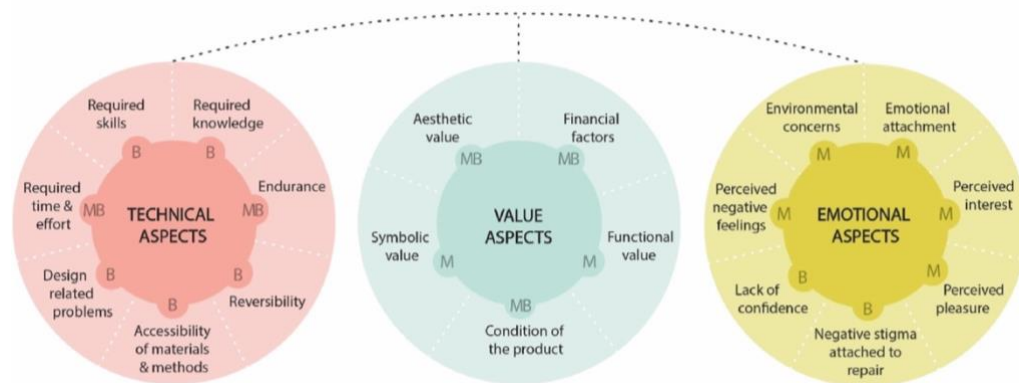 Required
skills
B
Required
knowledge
B
Required
time &
effort
MB
Endurance
MB
TECHNICAL
ASPECTS
Design
related
problems
B
Reversibility
B
Accessibility
of materials
& methods
B
Aesthetic
value
MB
Financial
factors
MB
VALUE
ASPECTS
Symbolic
value
M
Functional
value
M
Condition of
the product
MB
Environmental
concerns
M
Emotional
attachment
M
Perceived
negative
feelings
M
Perceived
interest
M
EMOTIONAL
ASPECTS
Lack of
confidence
B
Perceived
pleasure
M
Negative stigma
attached to
repair
B